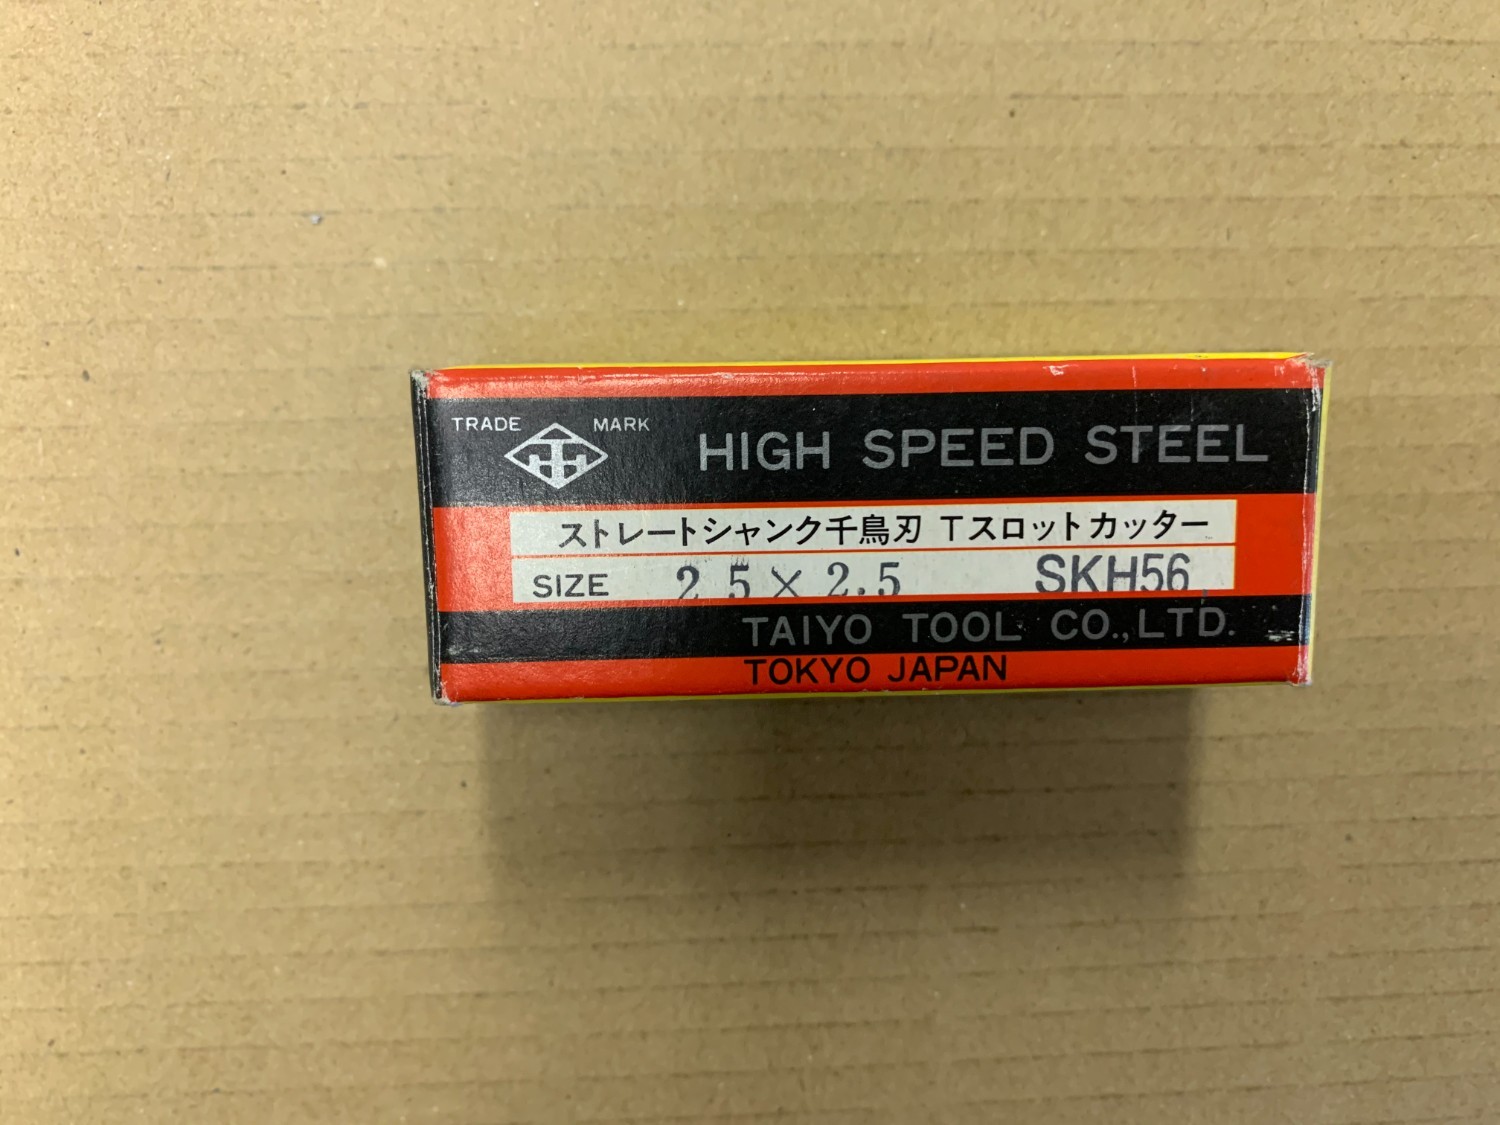 TRADE MARK
HIGH SPEED STEEL
ストレートシャンク千鳥刃 Tスロットカッター
SIZE 25×2.5 SKH56
TAIYO TOOL CO.,LTD.
TOKYO JAPAN